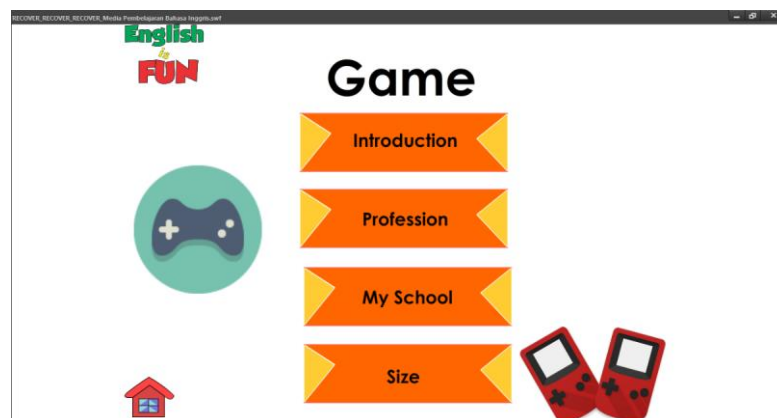 RECOVER_RECOVER_RECOVER_Media Pembelajaran Bahasa Inggris.swf
English
is
FUN
Game
Introduction
Profession
My School
Size